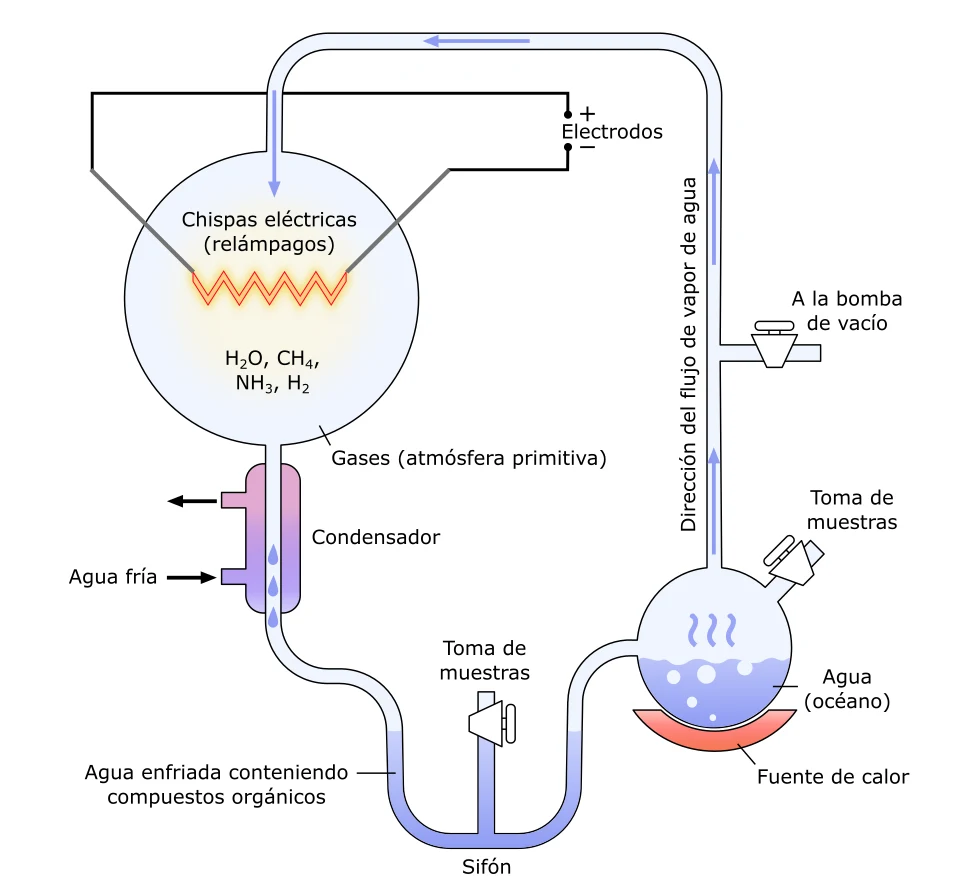 +
Electrodos
−
Chispas eléctricas
(relámpagos)
H₂O, CH₄,
NH₃, H₂
Gases (atmósfera primitiva)
Dirección del flujo de vapor de agua
A la bomba
de vacío
Toma de
muestras
Condensador
Agua fría
Toma de
muestras
Agua
(océano)
Fuente de calor
Agua enfriada conteniendo
compuestos orgánicos
Sifón